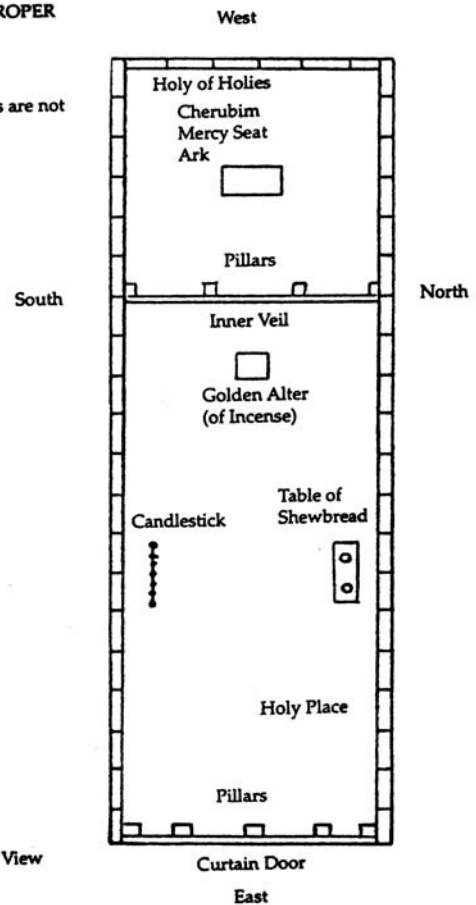 ROPER
West
s are not
Holy of Holies
Cherubim
Mercy Seat
Ark
Pillars
South
North
Inner Veil
Golden Alter
(of Incense)
Candlestick
Table of
Shewbread
Holy Place
Pillars
View
Curtain Door
East